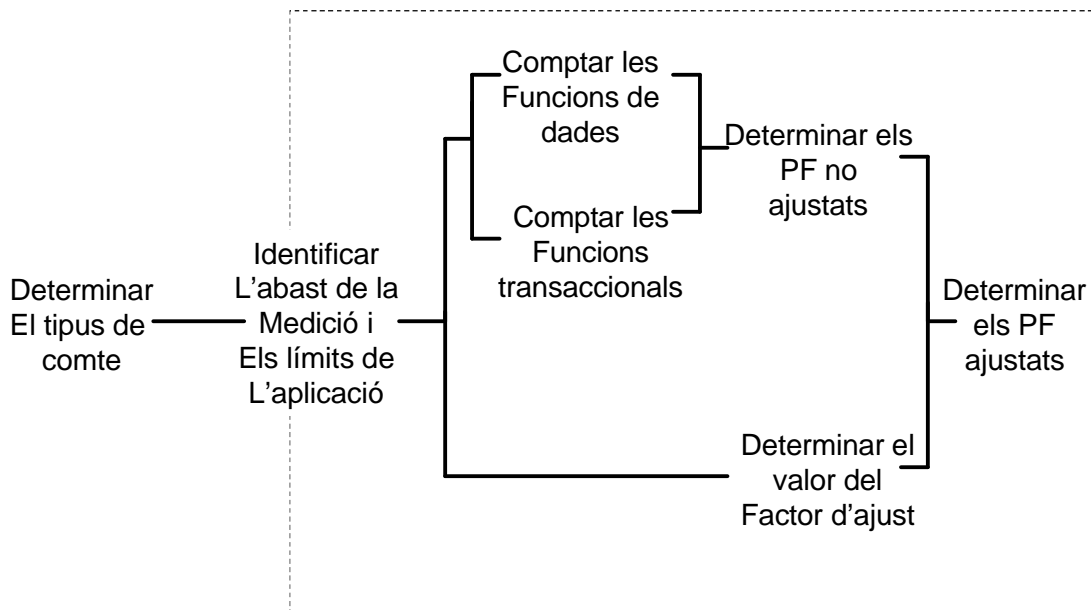 Determinar
El tipus de
comte
Identificar
L'abast de la
Medició i
Els límits de
L'aplicació
Comptar les
Funcions de
dades
Comptar les
Funcions
transaccionals
Determinar els
PF no
ajustats
Determinar el
valor del
Factor d'ajust
Determinar
els PF
ajustats